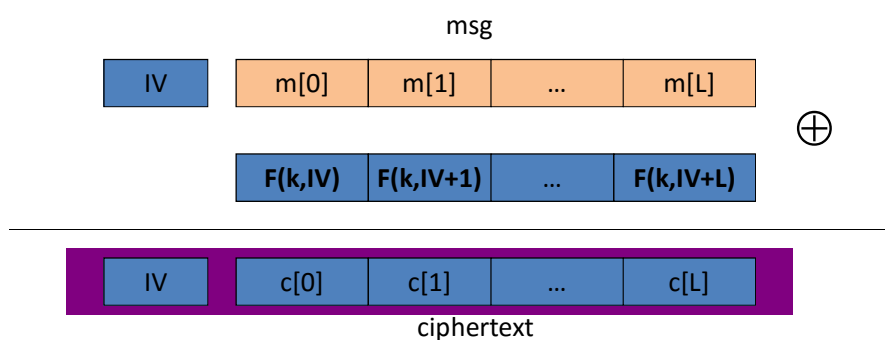 msg
IV m[0] m[1] … m[L]
⊕
F(k,IV) F(k,IV+1) … F(k,IV+L)
IV c[0] c[1] … c[L]
ciphertext